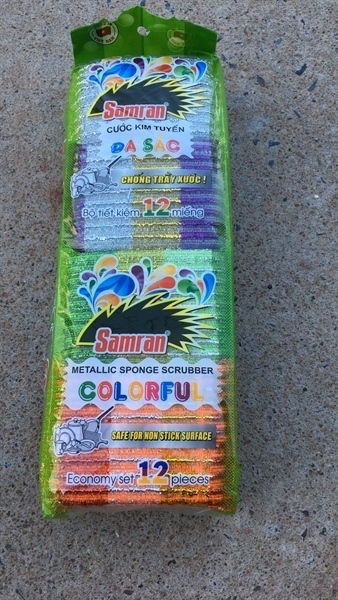 Samran®
CƯỚC KIM TUYẾN
ĐA SẮC
CHỐNG TRẦY XƯỚC !
Bộ tiết kiệm 12 miếng
Samran®
METALLIC SPONGE SCRUBBER
COLORFUL
SAFE FOR NON STICK SURFACE
Economy set 12 pieces